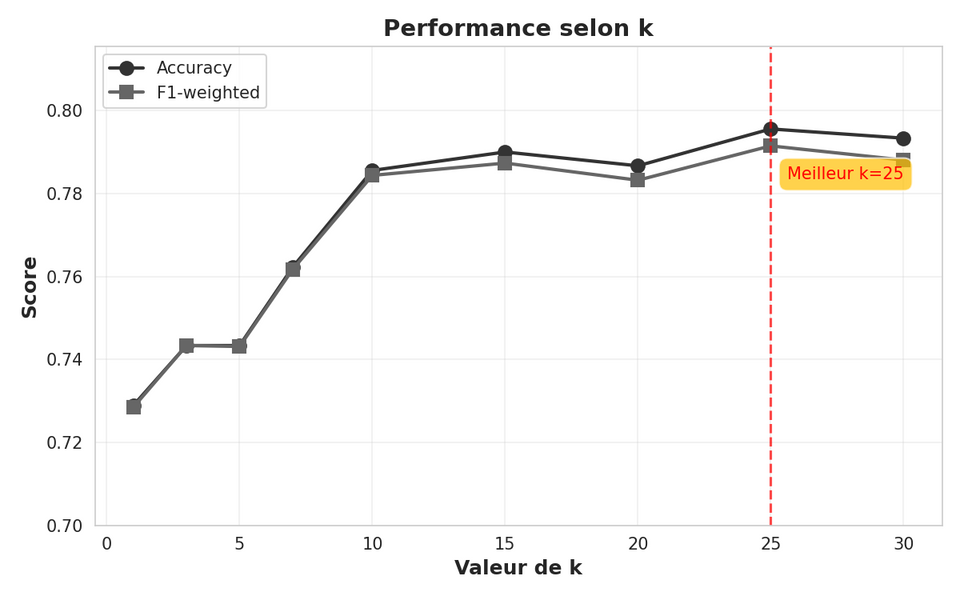 Performance selon k
Accuracy
F1-weighted
0.80
0.78
0.76
0.74
0.72
0.70
Score
Meilleur k=25
0 5 10 15 20 25 30
Valeur de k